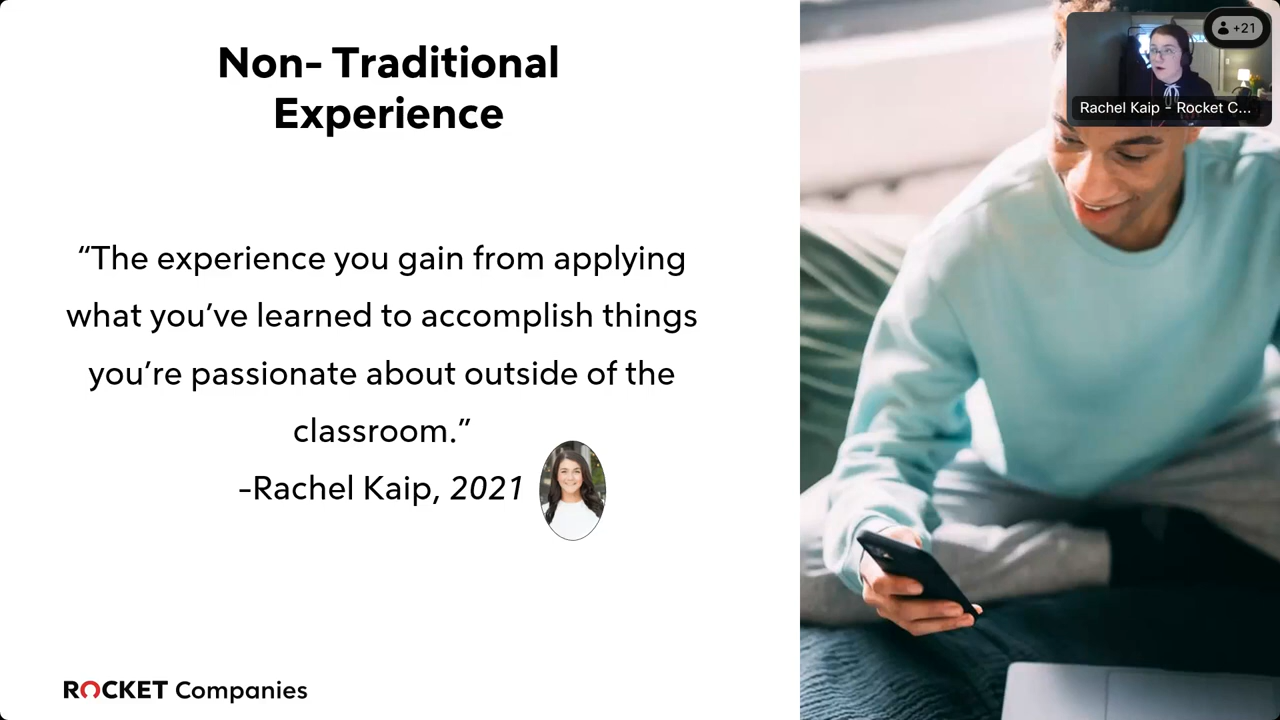 Non- Traditional
Experience
“The experience you gain from applying
what you’ve learned to accomplish things
you’re passionate about outside of the
classroom.”
-Rachel Kaip, 2021
ROCKET Companies
+21
Rachel Kaip - Rocket C...